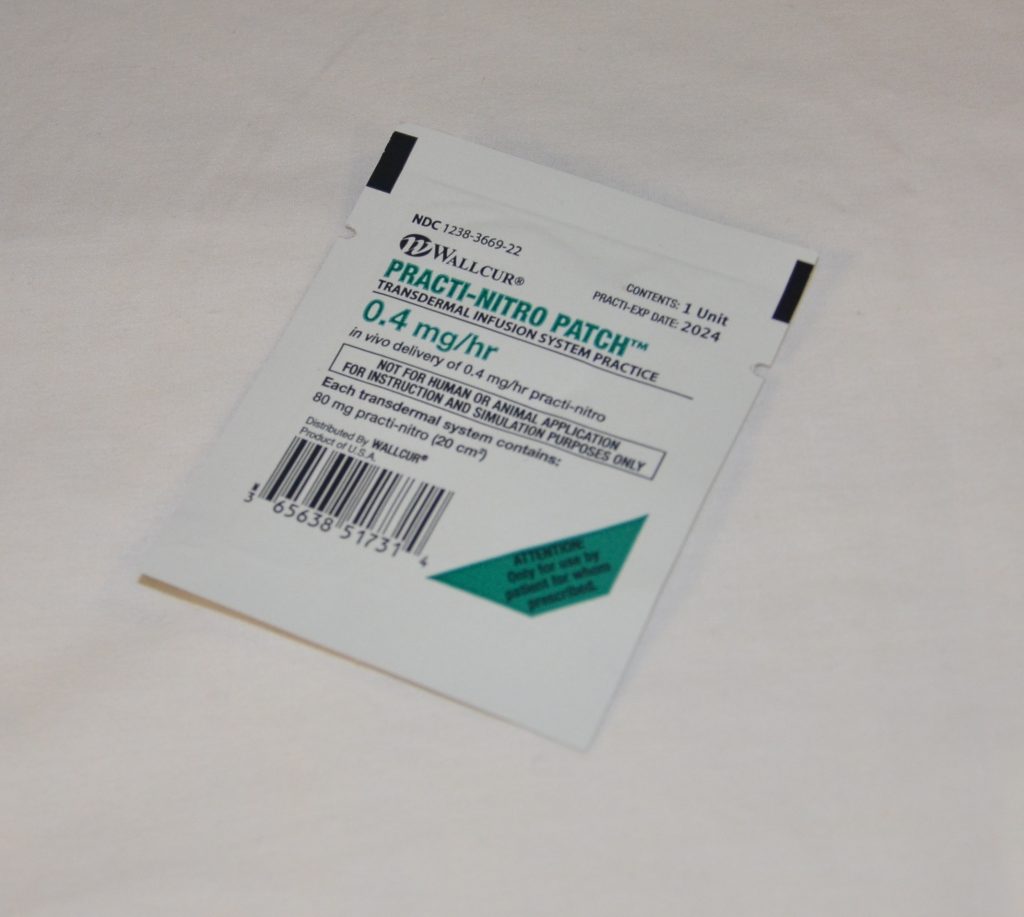 NDC 1238-3669-22
WALLCUR®
CONTENTS: 1 Unit
PRACTI-EXP DATE: 2024
PRACTI-NITRO PATCH™
TRANSDERMAL INFUSION SYSTEM PRACTICE
0.4 mg/hr
in vivo delivery of 0.4 mg/hr practi-nitro
NOT FOR HUMAN OR ANIMAL APPLICATION
FOR INSTRUCTION AND SIMULATION PURPOSES ONLY
Each transdermal system contains:
80 mg practi-nitro (20 cm²)
Distributed By WALLCUR®
Product of U.S.A.
3 65638 51731 4
ATTENTION:
Only for use by
patient for whom
prescribed.